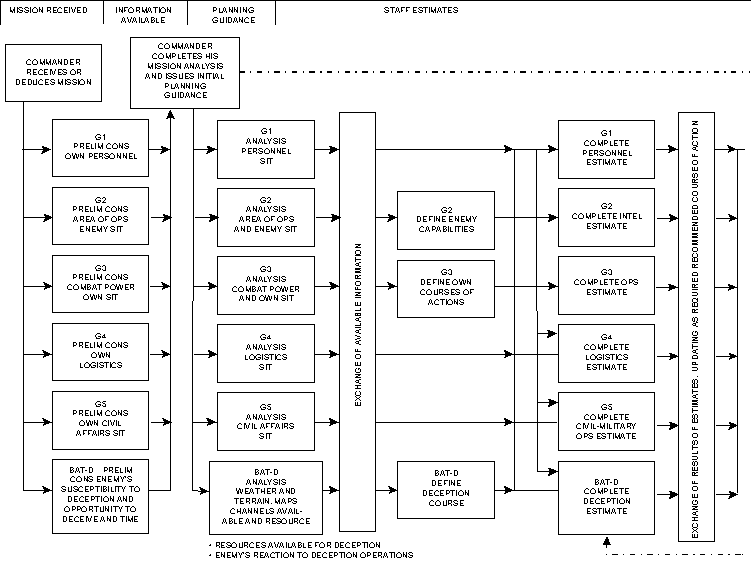 MISSION RECEIVED
INFORMATION
AVAILABLE
PLANNING
GUIDANCE
STAFF ESTIMATES
COMMANDER
RECEIVES OR
DEDUCES MISSION
COMMANDER
COMPLETES HIS
MISSION ANALYSIS
AND ISSUES INITIAL
PLANNING
GUIDANCE
G1
PRELIM CONS
OWN PERSONNEL
G2
PRELIM CONS
AREA OF OPS
ENEMY SIT
G3
PRELIM CONS
COMBAT POWER
OWN SIT
G4
PRELIM CONS
OWN
LOGISTICS
G5
PRELIM CONS
OWN CIVIL
AFFAIRS SIT
BAT-D PRELIM
CONS ENEMY'S
SUSCEPTIBILITY TO
DECEPTION AND
OPPORTUNITY TO
DECEIVE AND TIME
G1
ANALYSIS
PERSONNEL
SIT
G2
ANALYSIS
AREA OF OPS
AND ENEMY SIT
G3
ANALYSIS
COMBAT POWER
AND OWN SIT
G4
ANALYSIS
LOGISTICS
SIT
G5
ANALYSIS
CIVIL AFFAIRS
SIT
BAT-D
ANALYSIS
WEATHER AND
TERRAIN, MAPS
CHANNELS AVAIL-
ABLE AND RESOURCE
• RESOURCES AVAILABLE FOR DECEPTION
• ENEMY'S REACTION TO DECEPTION OPERATIONS
EXCHANGE OF AVAILABLE INFORMATION
G2
DEFINE ENEMY
CAPABILITIES
G3
DEFINE OWN
COURSES OF
ACTIONS
BAT-D
DEFINE
DECEPTION
COURSE
G1
COMPLETE
PERSONNEL
ESTIMATE
G2
COMPLETE INTEL
ESTIMATE
G3
COMPLETE OPS
ESTIMATE
G4
COMPLETE
LOGISTICS
ESTIMATE
G5
COMPLETE
CIVIL-MILITARY
OPS ESTIMATE
BAT-D
COMPLETE
DECEPTION
ESTIMATE
EXCHANGE OF RESULTS OF ESTIMATES, UPDATING AS REQUIRED RECOMMENDED COURSE OF ACTION